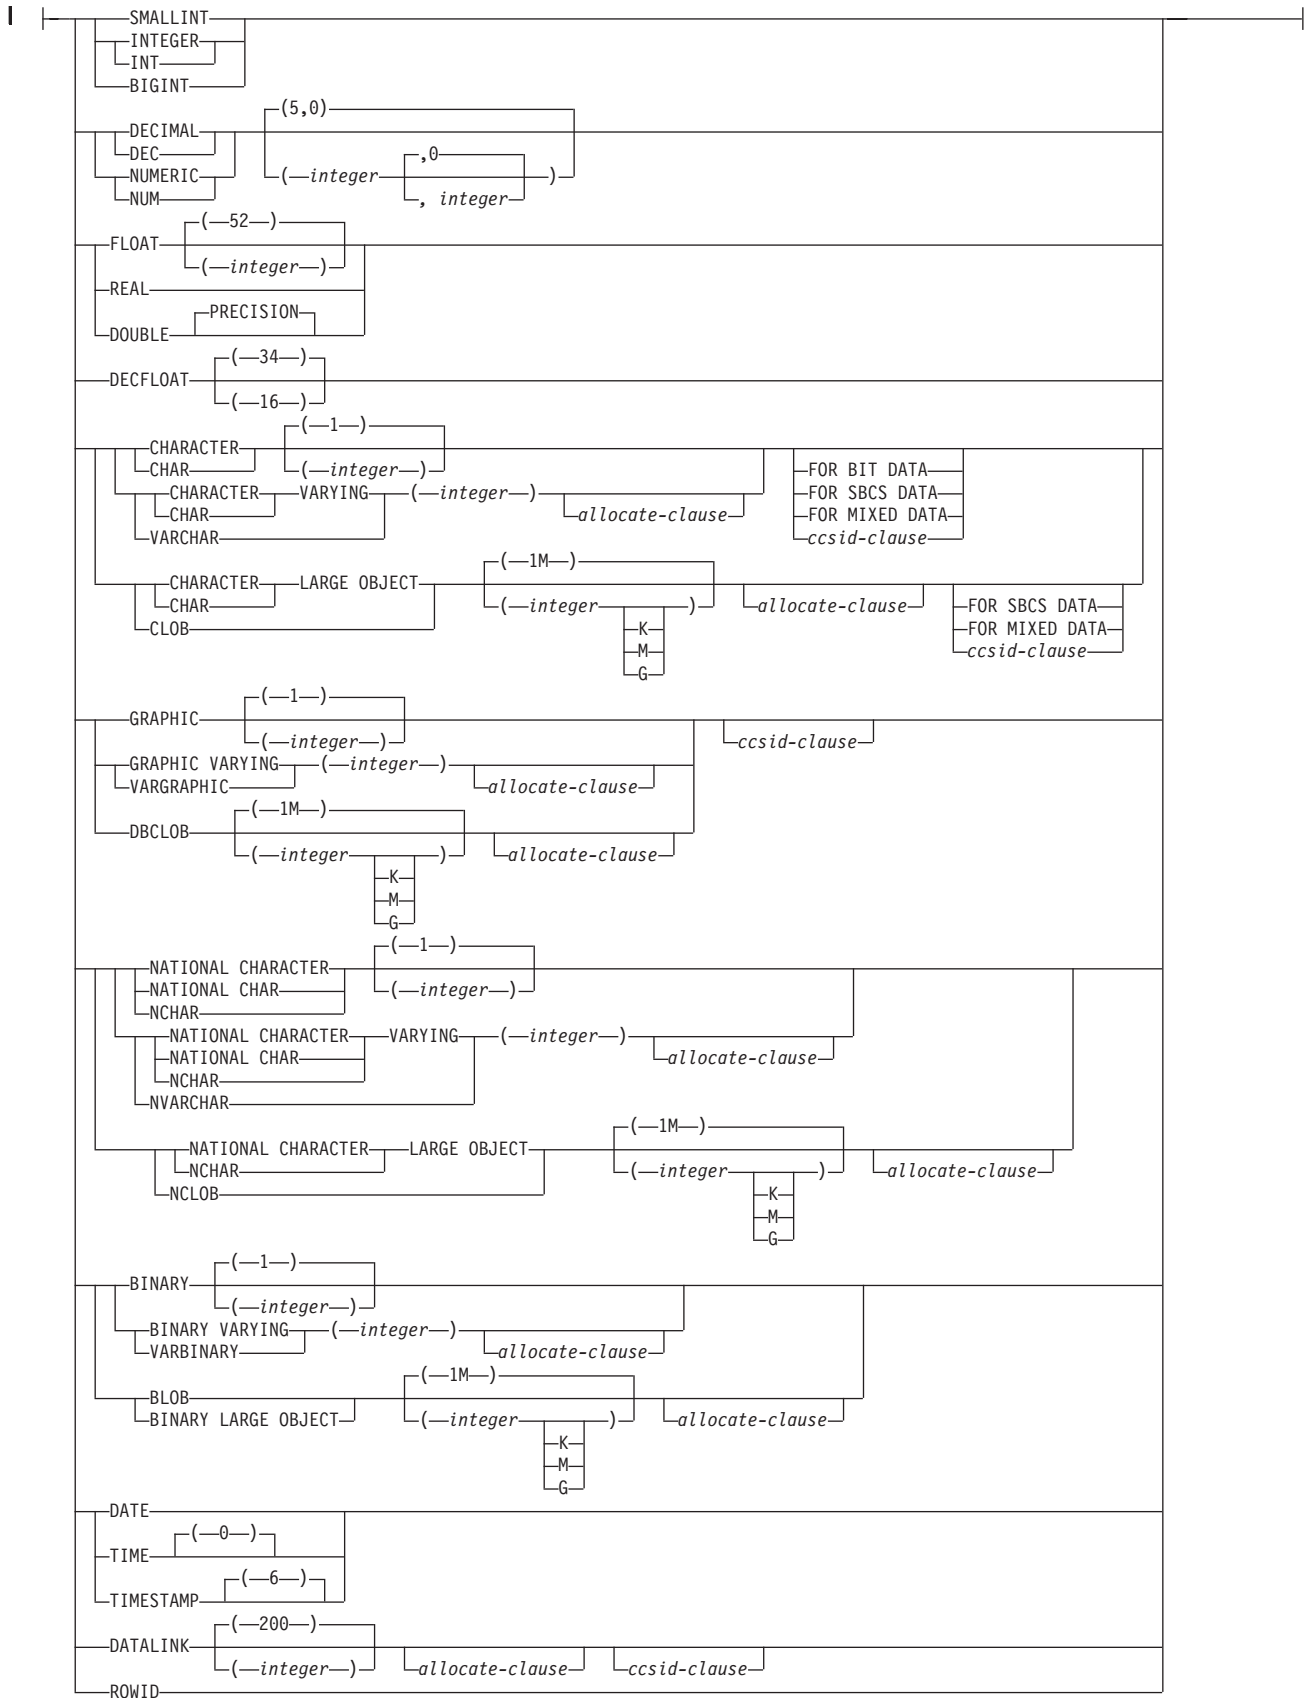 SMALLINT
INTEGER
INT
BIGINT
(5,0)
DECIMAL
DEC ,0
NUMERIC ( integer )
NUM , integer
( 52 )
FLOAT
( integer )
REAL
PRECISION
DOUBLE
( 34 )
DECFLOAT
( 16 )
( 1 )
CHARACTER
CHAR ( integer ) FOR BIT DATA
CHARACTER VARYING ( integer ) FOR SBCS DATA
CHAR allocate-clause FOR MIXED DATA
VARCHAR ccsid-clause
( 1M )
CHARACTER LARGE OBJECT
CHAR ( integer ) allocate-clause FOR SBCS DATA
CLOB K FOR MIXED DATA
M ccsid-clause
G
( 1 )
GRAPHIC
( integer ) ccsid-clause
GRAPHIC VARYING ( integer )
VARGRAPHIC allocate-clause
( 1M )
DBCLOB
( integer ) allocate-clause
K
M
G
( 1 )
NATIONAL CHARACTER
NATIONAL CHAR ( integer )
NCHAR
NATIONAL CHARACTER VARYING ( integer )
NATIONAL CHAR allocate-clause
NCHAR
NVARCHAR
( 1M )
NATIONAL CHARACTER LARGE OBJECT
NCHAR ( integer ) allocate-clause
NCLOB K
M
G
( 1 )
BINARY
( integer )
BINARY VARYING ( integer )
VARBINARY allocate-clause
( 1M )
BLOB
BINARY LARGE OBJECT ( integer ) allocate-clause
K
M
G
DATE
( 0 )
TIME
( 6 )
TIMESTAMP
( 200 )
DATALINK
( integer ) allocate-clause ccsid-clause
ROWID